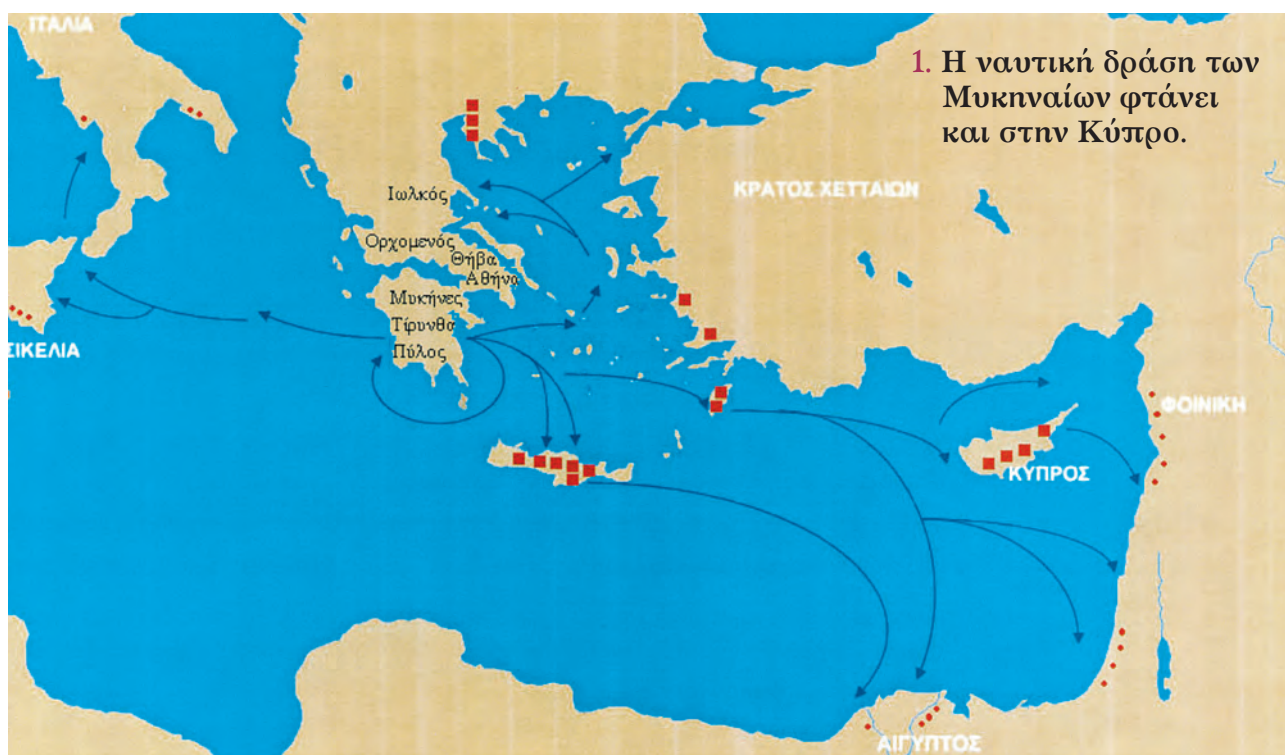 ΙΤΑΛΙΑ
1. Η ναυτική δράση των
Μυκηναίων φτάνει
και στην Κύπρο.
ΚΡΑΤΟΣ ΧΕΤΤΑΙΩΝ
Ιωλκός
Ορχομενός
Θήβα
Αθήνα
Μυκήνες
Τίρυνθα
Πύλος
ΣΙΚΕΛΙΑ
ΦΟΙΝΙΚΗ
ΚΥΠΡΟΣ
ΑΙΓΥΠΤΟΣ